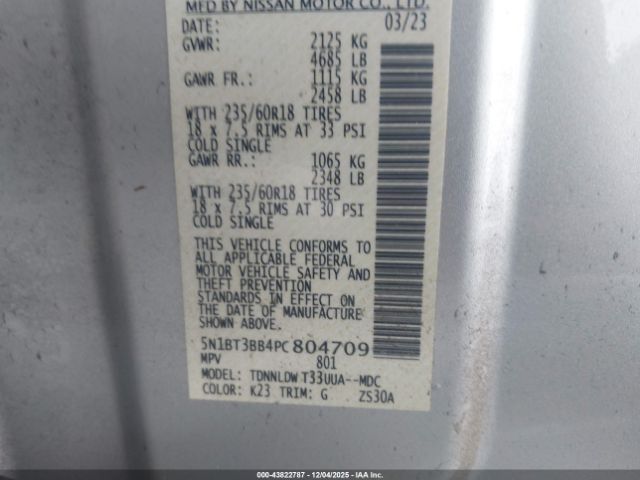 MFD BY NISSAN MOTOR CO., LTD.
DATE: 03/23
GVWR: 2125 KG
4685 LB
GAWR FR.: 1115 KG
2458 LB
WITH 235/60R18 TIRES
18 x 7.5 RIMS AT 33 PSI
COLD SINGLE
GAWR RR.: 1065 KG
2348 LB
WITH 235/60R18 TIRES
18 x 7.5 RIMS AT 30 PSI
COLD SINGLE
THIS VEHICLE CONFORMS TO
ALL APPLICABLE FEDERAL
MOTOR VEHICLE SAFETY AND
THEFT PREVENTION
STANDARDS IN EFFECT ON
THE DATE OF MANUFACTURE
SHOWN ABOVE.
5N1BT3BB4PC804709
MPV 801
MODEL: TDNNLDW T33UUA--MDC
COLOR: K23 TRIM: G ZS30A
000-43822787 - 12/04/2025 - IAAI